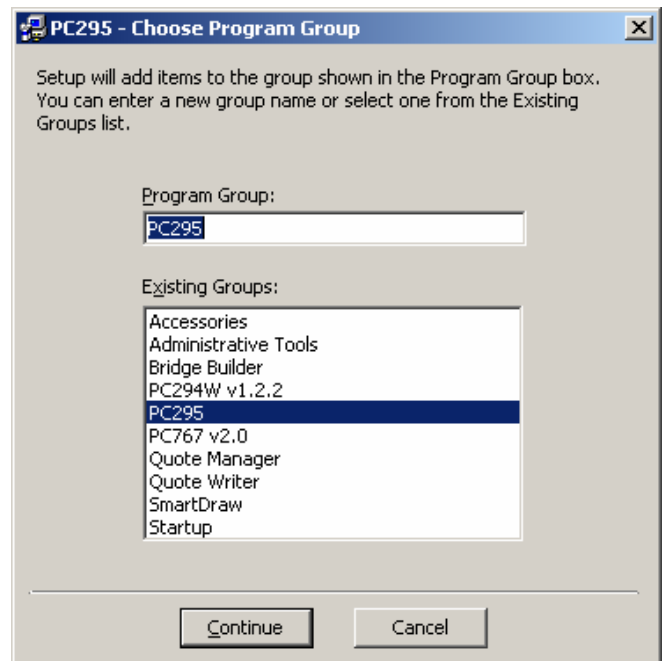 PC295 - Choose Program Group
Setup will add items to the group shown in the Program Group box.
You can enter a new group name or select one from the Existing
Groups list.
Program Group:
PC295
Existing Groups:
Accessories
Administrative Tools
Bridge Builder
PC294W v1.2.2
PC295
PC767 v2.0
Quote Manager
Quote Writer
SmartDraw
Startup
Continue Cancel